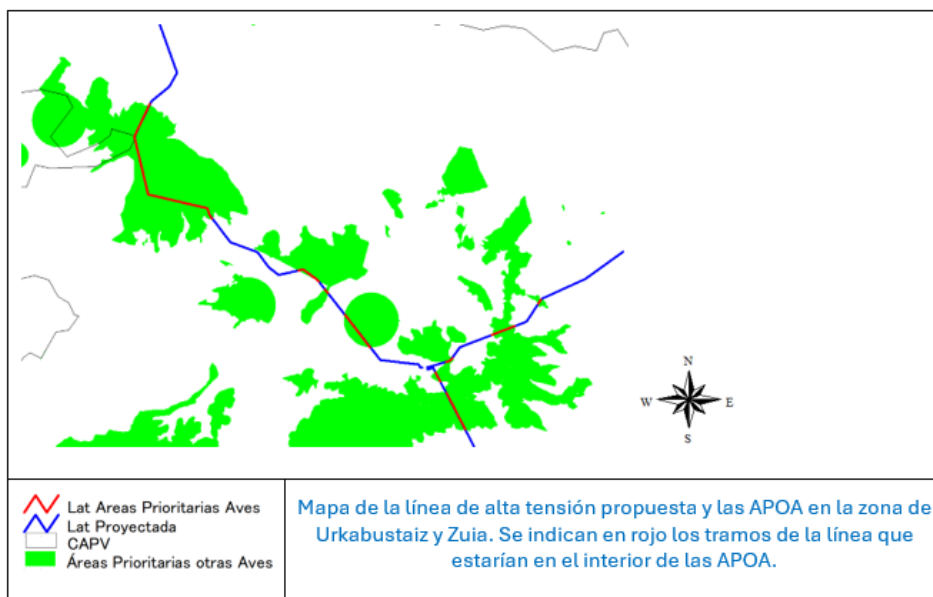 N
W
E
S
Lat Areas Prioritarias Aves
Lat Proyectada
CAPV
Áreas Prioritarias otras Aves
Mapa de la línea de alta tensión propuesta y las APOA en la zona de
Urkabustaiz y Zuia. Se indican en rojo los tramos de la línea que
estarían en el interior de las APOA.